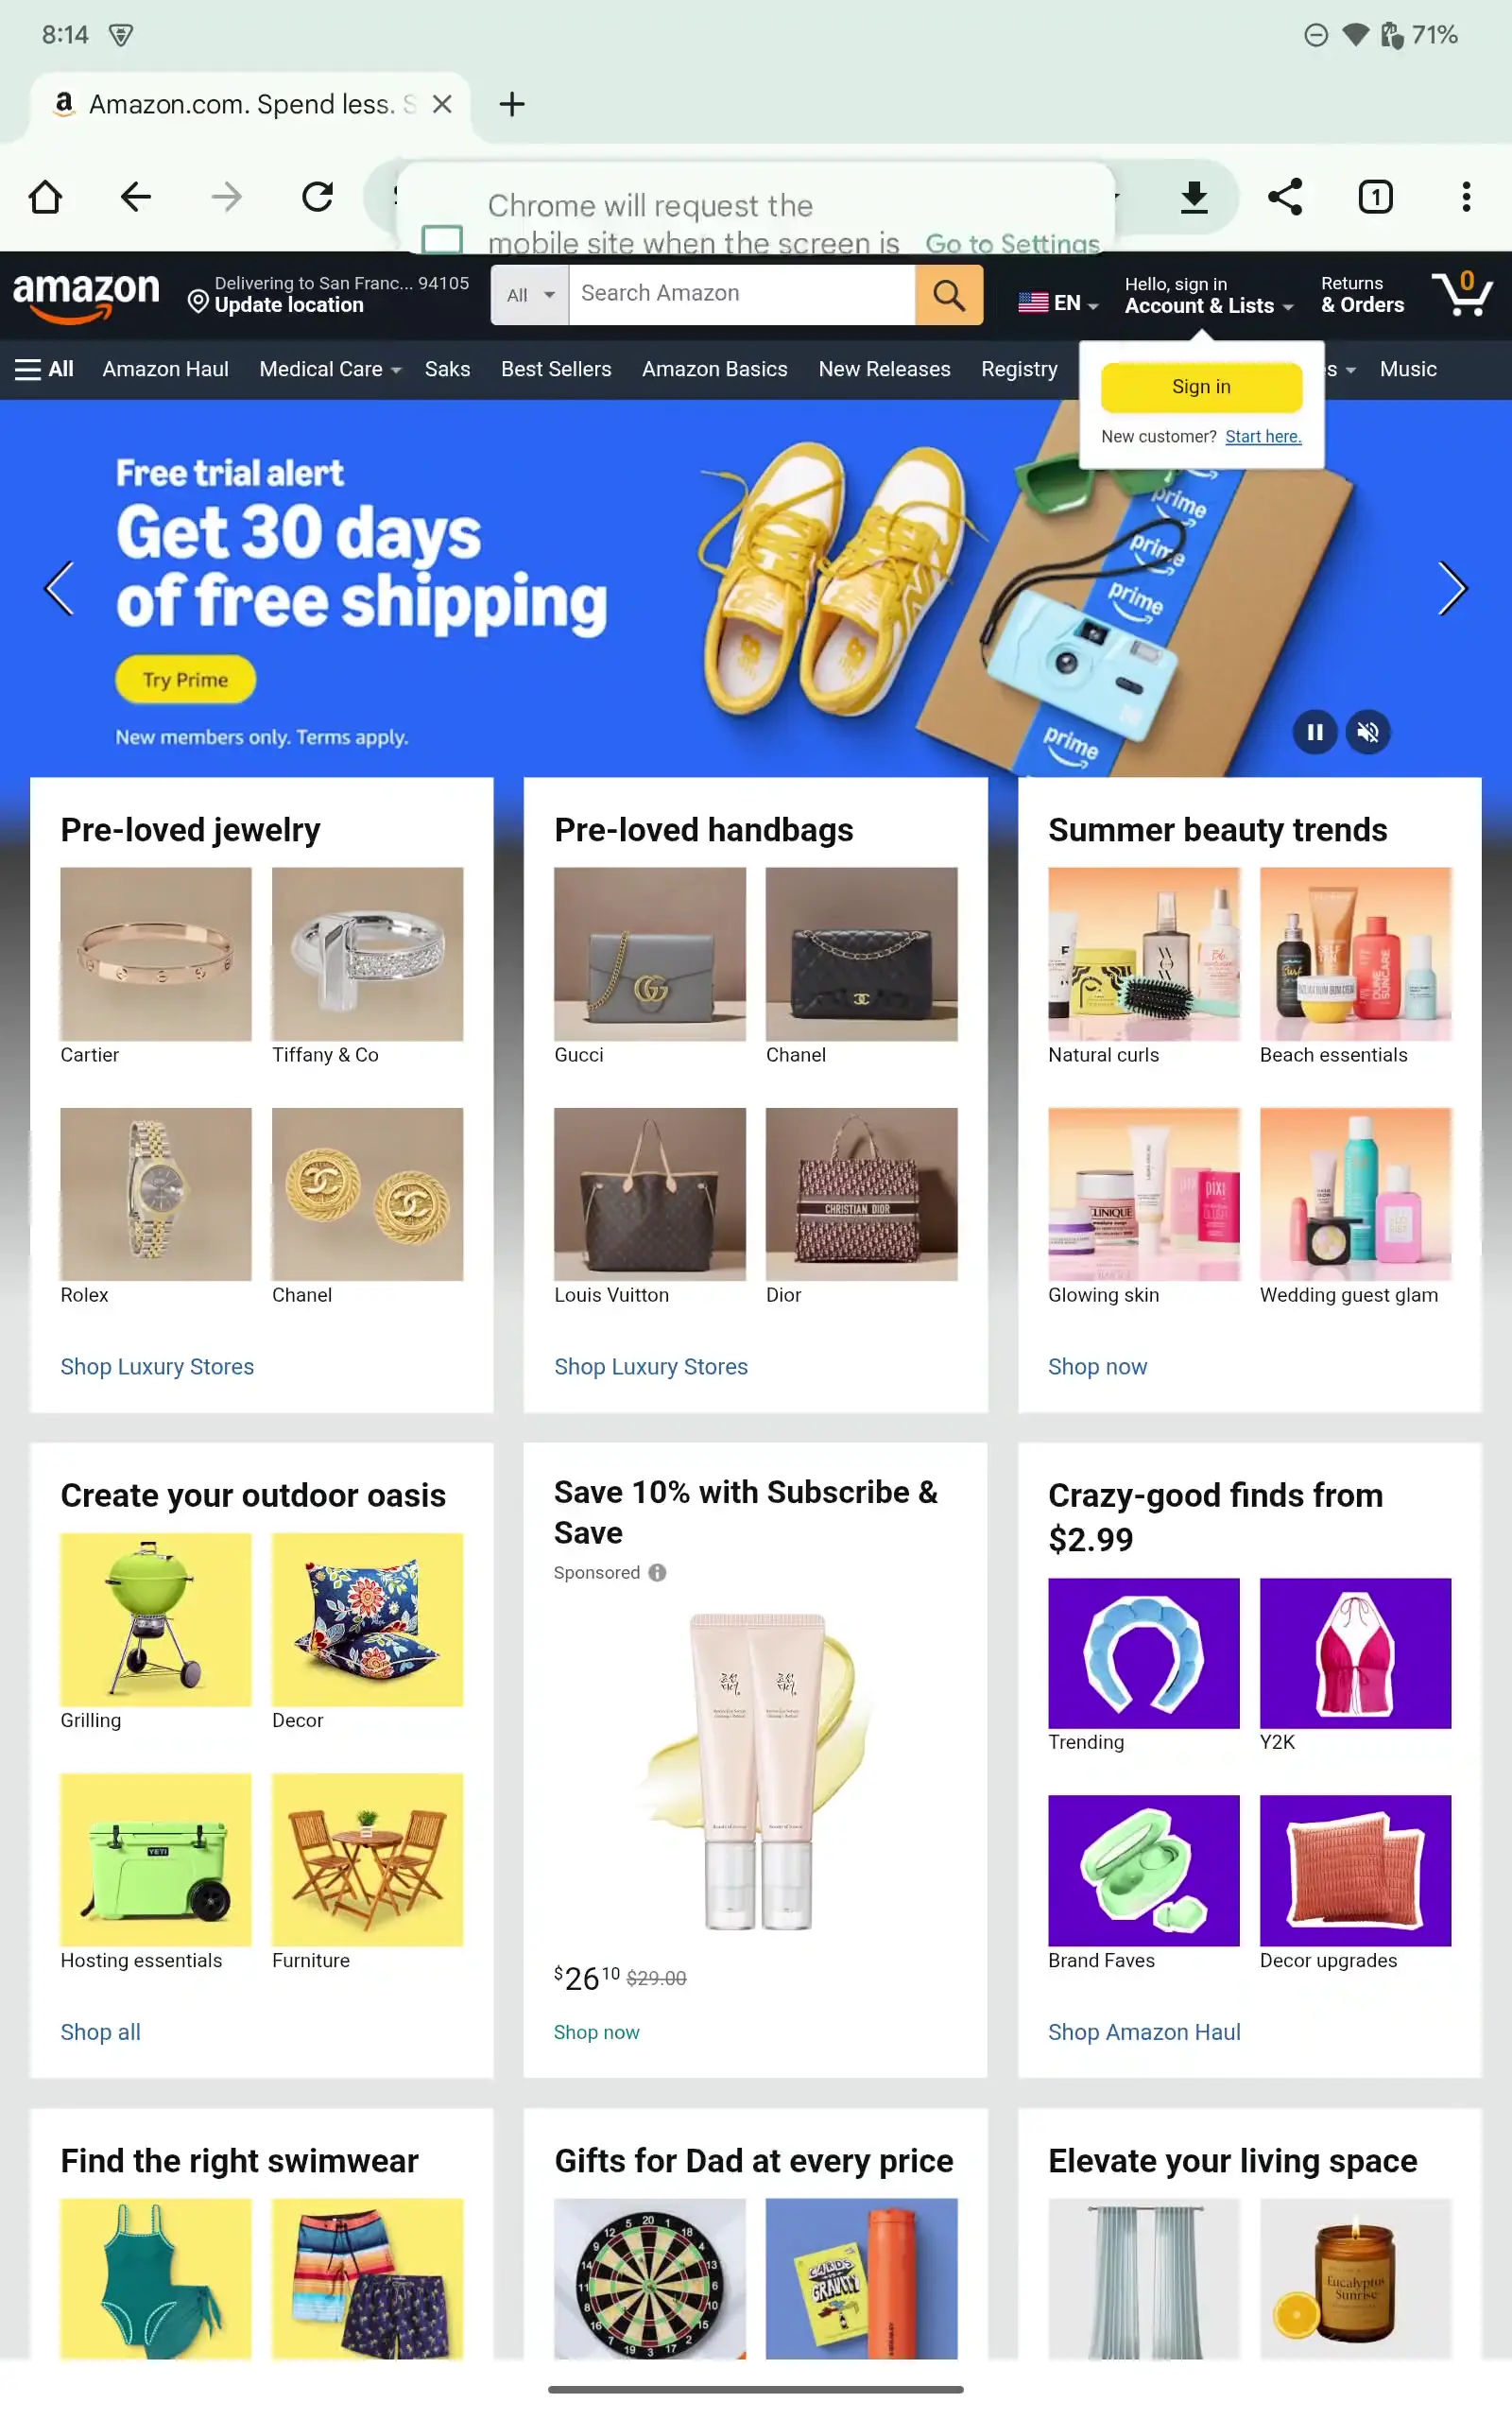 8:14
71%
Amazon.com. Spend less.
Chrome will request the
mobile site when the screen is
Go to Settings
1
amazon
Delivering to San Franc... 94105
Update location
All
Search Amazon
EN
Hello, sign in
Account & Lists
Returns
& Orders
0
All
Amazon Haul
Medical Care
Saks
Best Sellers
Amazon Basics
New Releases
Registry
Music
Sign in
New customer? Start here.
Free trial alert
Get 30 days
of free shipping
Try Prime
New members only. Terms apply.
prime
prime
prime
prime
Pre-loved jewelry
Cartier
Tiffany & Co
Rolex
Chanel
Shop Luxury Stores
Pre-loved handbags
Gucci
Chanel
Louis Vuitton
CHRISTIAN DIOR
Dior
Shop Luxury Stores
Summer beauty trends
Natural curls
Beach essentials
CLINIQUE
PIXI
Glowing skin
Wedding guest glam
Shop now
Create your outdoor oasis
Grilling
Decor
YETI
Hosting essentials
Furniture
Shop all
Save 10% with Subscribe &
Save
Sponsored
$26 10 $29.00
Shop now
Crazy-good finds from
$2.99
Trending
Y2K
Brand Faves
Decor upgrades
Shop Amazon Haul
Find the right swimwear
Gifts for Dad at every price
Elevate your living space
Eucalyptus
Sunrise